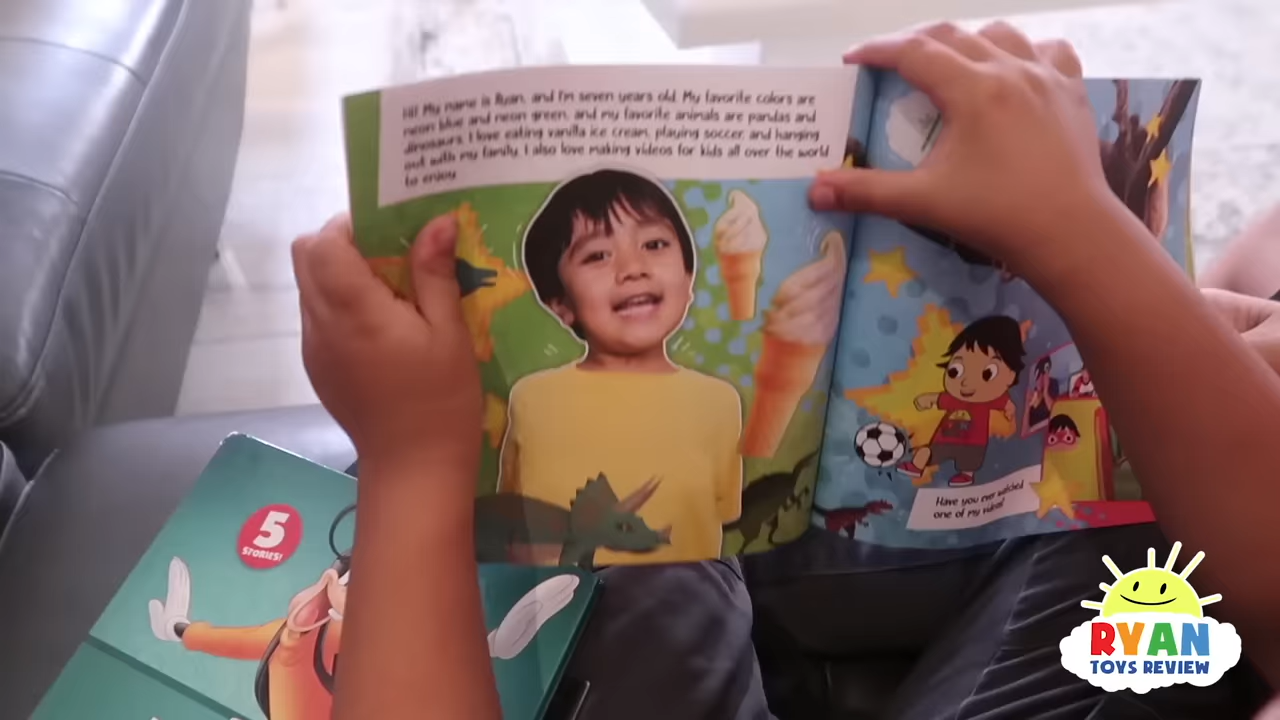 Hi! My name is Ryan, and I'm seven years old. My favorite colors are
neon blue and neon green, and my favorite animals are pandas and
dinosaurs. I love eating vanilla ice cream, playing soccer, and hanging
out with my family. I also love making videos for kids all over the world
to enjoy.
Have you ever watched
one of my videos?
5
STORIES!
RYAN
TOYS REVIEW